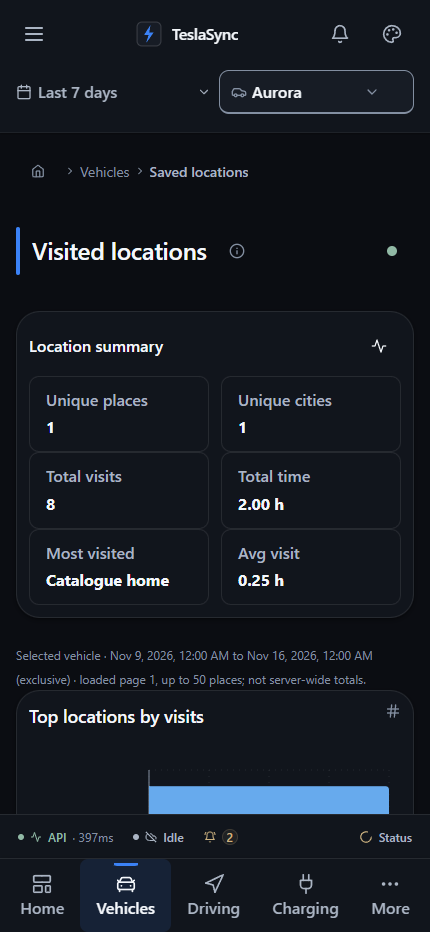 TeslaSync
Last 7 days
Aurora
Vehicles
Saved locations
Visited locations
Location summary
Unique places
1
Unique cities
1
Total visits
8
Total time
2.00 h
Most visited
Catalogue home
Avg visit
0.25 h
Selected vehicle · Nov 9, 2026, 12:00 AM to Nov 16, 2026, 12:00 AM
(exclusive) · loaded page 1, up to 50 places; not server-wide totals.
Top locations by visits
API · 397ms
Idle
2
Status
Home
Vehicles
Driving
Charging
More